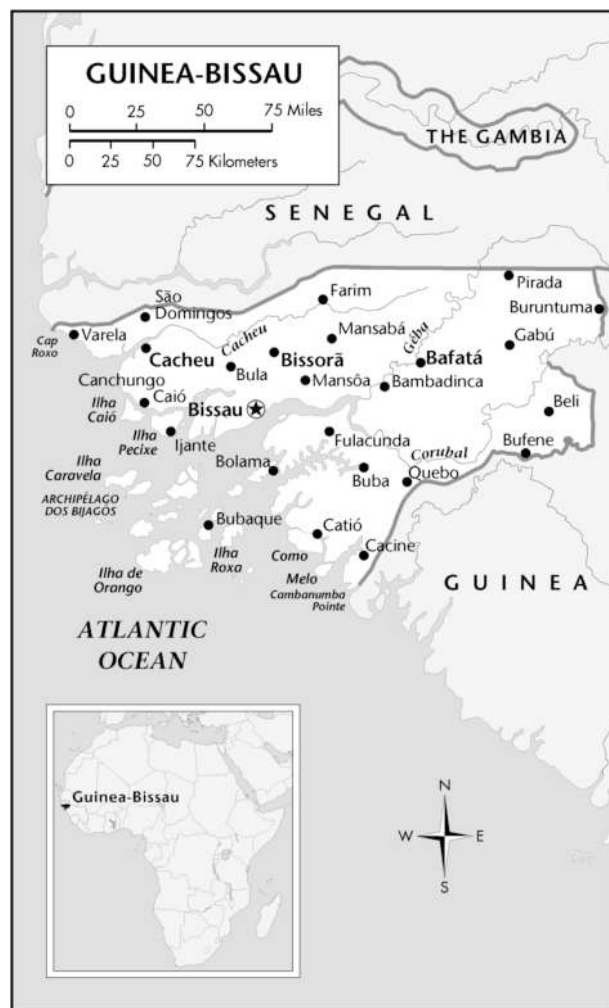 GUINEA-BISSAU
0 25 50 75 Miles
0 25 50 75 Kilometers
THE GAMBIA
SENEGAL
Pirada
Farim
São
Domingos
Buruntuma
Cap
Roxo
Varela
Cacheu
Mansabá
Gêba
Gabú
Cacheu
Bissorã
Bafatá
Bula
Canchungo
Mansôa
Bambadinca
Ilha
Caió
Caió
Bissau
Beli
Ilha
Pecixe
Ijante
Fulacunda
Corubal
Bufene
Ilha
Caravela
Bolama
Buba
Quebo
ARCHIPÉLAGO
DOS BIJAGOS
Bubaque
Catió
Ilha
Roxa
Como
Cacine
Ilha de
Orango
Melo
Cambanumba
Pointe
GUINEA
ATLANTIC
OCEAN
Guinea-Bissau
N
W E
S